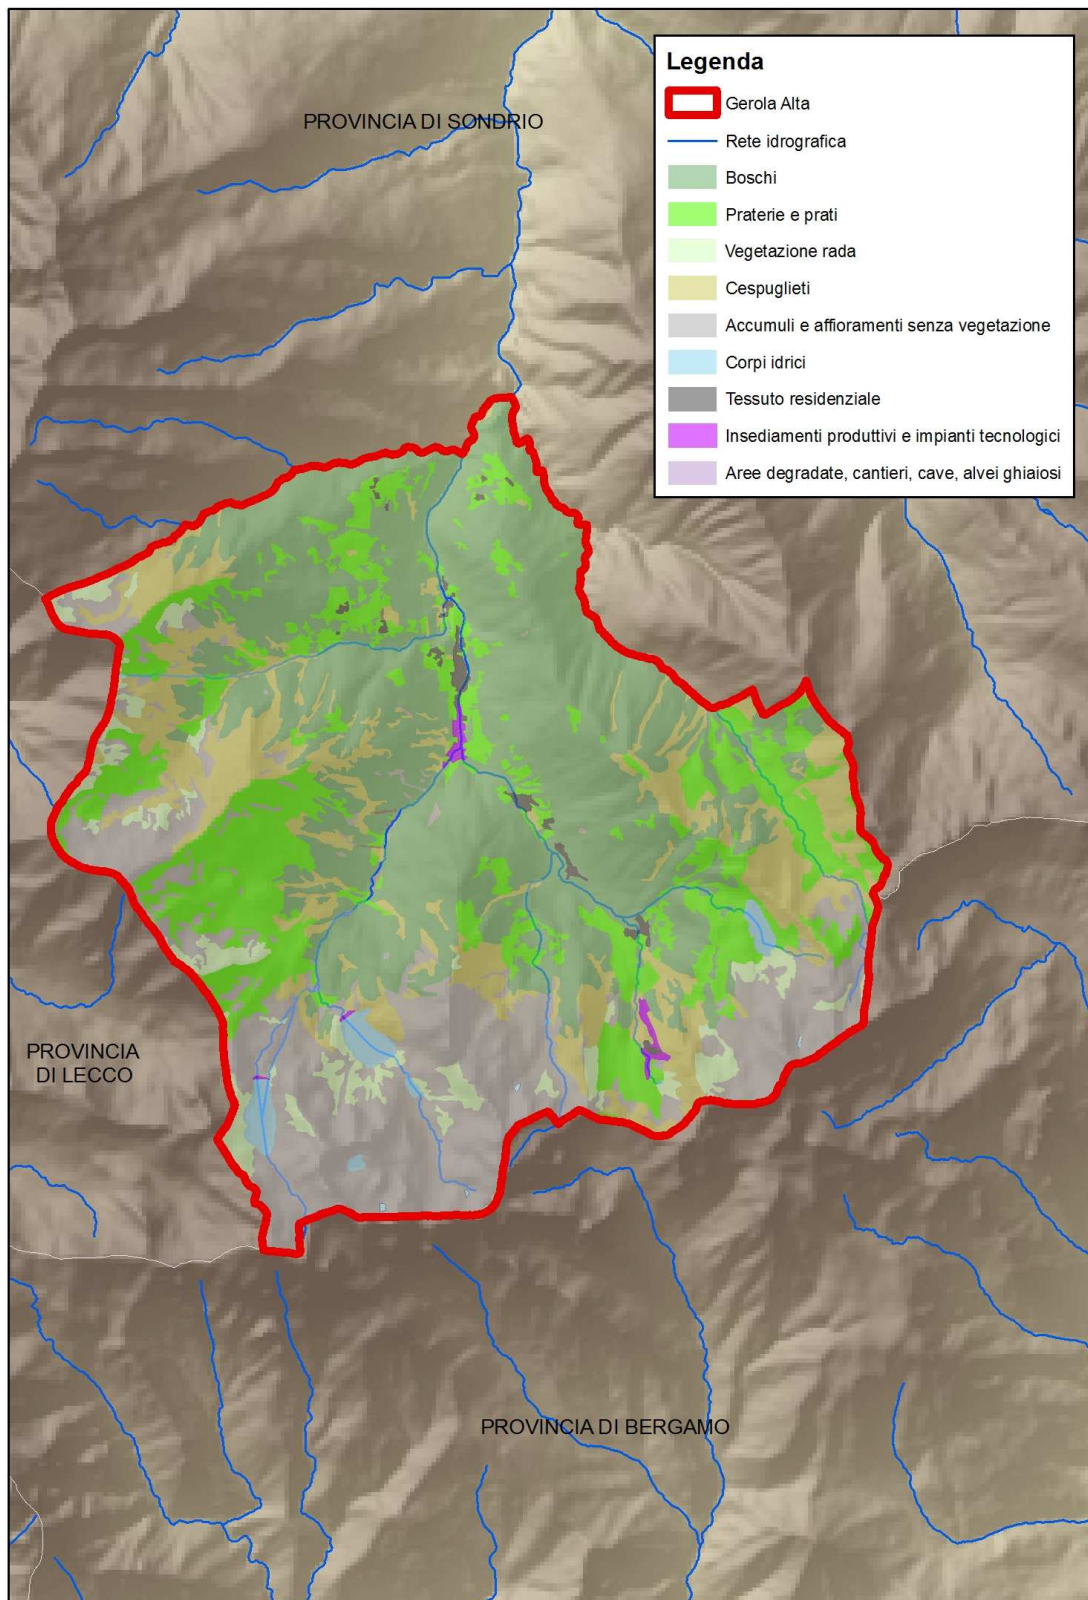 PROVINCIA DI SONDRIO
Legenda
Gerola Alta
Rete idrografica
Boschi
Praterie e prati
Vegetazione rada
Cespuglieti
Accumuli e affioramenti senza vegetazione
Corpi idrici
Tessuto residenziale
Insediamenti produttivi e impianti tecnologici
Aree degradate, cantieri, cave, alvei ghiaiosi
PROVINCIA
DI LECCO
PROVINCIA DI BERGAMO